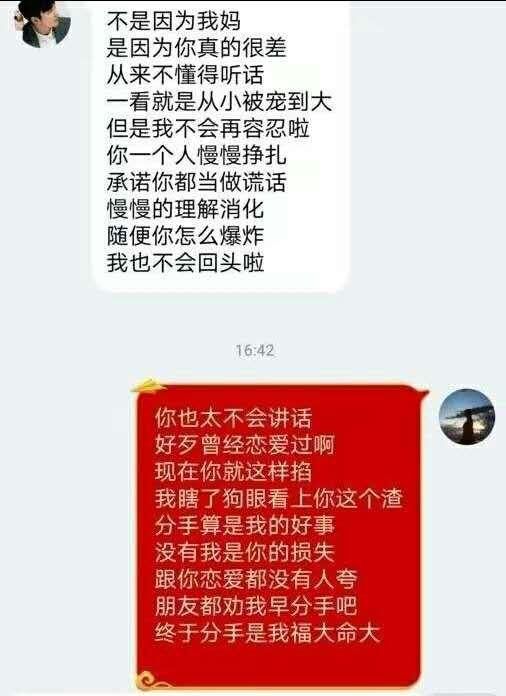 不是因为我妈
是因为你真的很差
从来不懂得听话
一看就是从小被宠到大
但是我不会再容忍啦
你一个人慢慢挣扎
承诺你都当做谎话
慢慢的理解消化
随便你怎么爆炸
我也不会回头啦
16:42
你也太不会讲话
好歹曾经恋爱过啊
现在你就这样掐
我瞎了狗眼看上你这个渣
分手算是我的好事
没有我是你的损失
跟你恋爱都没有人夸
朋友都劝我早分手吧
终于分手是我福大命大